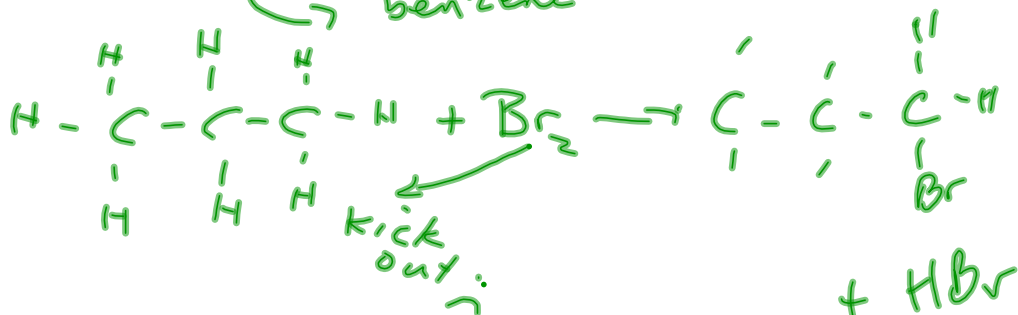 benzene
H H H H
H - C - C - C - H + Br2 → C - C - C - H
H H H Br
Kick
out
+ HBr